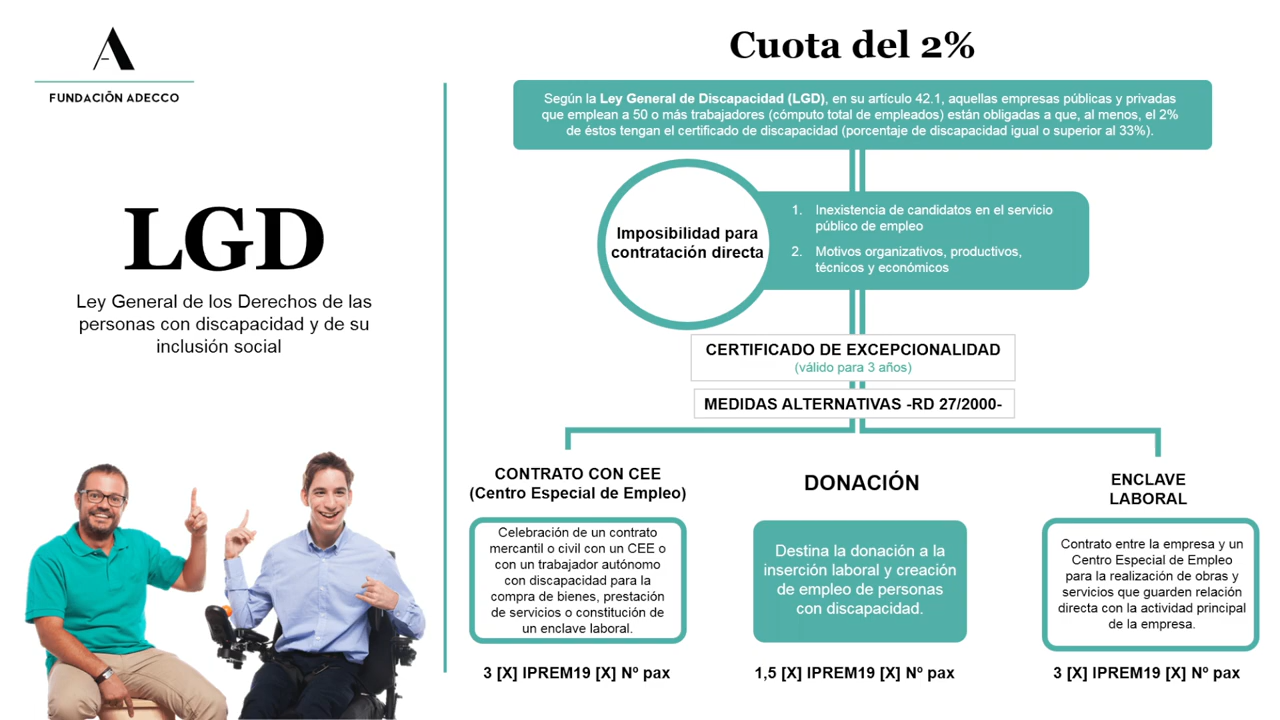 FUNDACIÓN ADECCO
LGD
Ley General de los Derechos de las
personas con discapacidad y de su
inclusión social
Cuota del 2%
Según la Ley General de Discapacidad (LGD), en su artículo 42.1, aquellas empresas públicas y privadas
que emplean a 50 o más trabajadores (cómputo total de empleados) están obligadas a que, al menos, el 2%
de éstos tengan el certificado de discapacidad (porcentaje de discapacidad igual o superior al 33%).
Imposibilidad para
contratación directa
1. Inexistencia de candidatos en el servicio
público de empleo
2. Motivos organizativos, productivos,
técnicos y económicos
CERTIFICADO DE EXCEPCIONALIDAD
(válido para 3 años)
MEDIDAS ALTERNATIVAS -RD 27/2000-
CONTRATO CON CEE
(Centro Especial de Empleo)
Celebración de un contrato
mercantil o civil con un CEE o
con un trabajador autónomo
con discapacidad para la
compra de bienes, prestación
de servicios o constitución de
un enclave laboral.
3 [X] IPREM19 [X] Nº pax
DONACIÓN
Destina la donación a la
inserción laboral y creación
de empleo de personas
con discapacidad.
1,5 [X] IPREM19 [X] Nº pax
ENCLAVE
LABORAL
Contrato entre la empresa y un
Centro Especial de Empleo
para la realización de obras y
servicios que guarden relación
directa con la actividad principal
de la empresa.
3 [X] IPREM19 [X] Nº pax